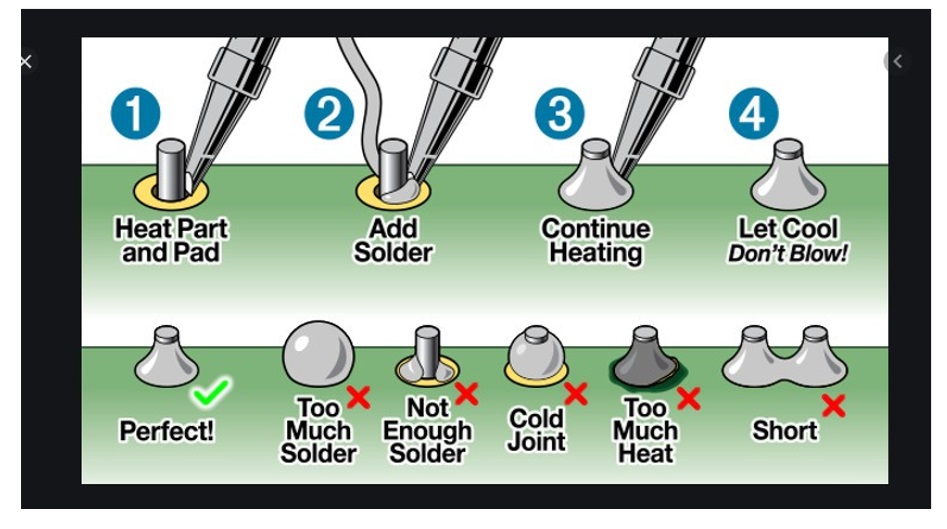 1
2
3
4
Heat Part
and Pad
Add
Solder
Continue
Heating
Let Cool
Don't Blow!
Perfect!
Too
Much
Solder
Not
Enough
Solder
Cold
Joint
Too
Much
Heat
Short